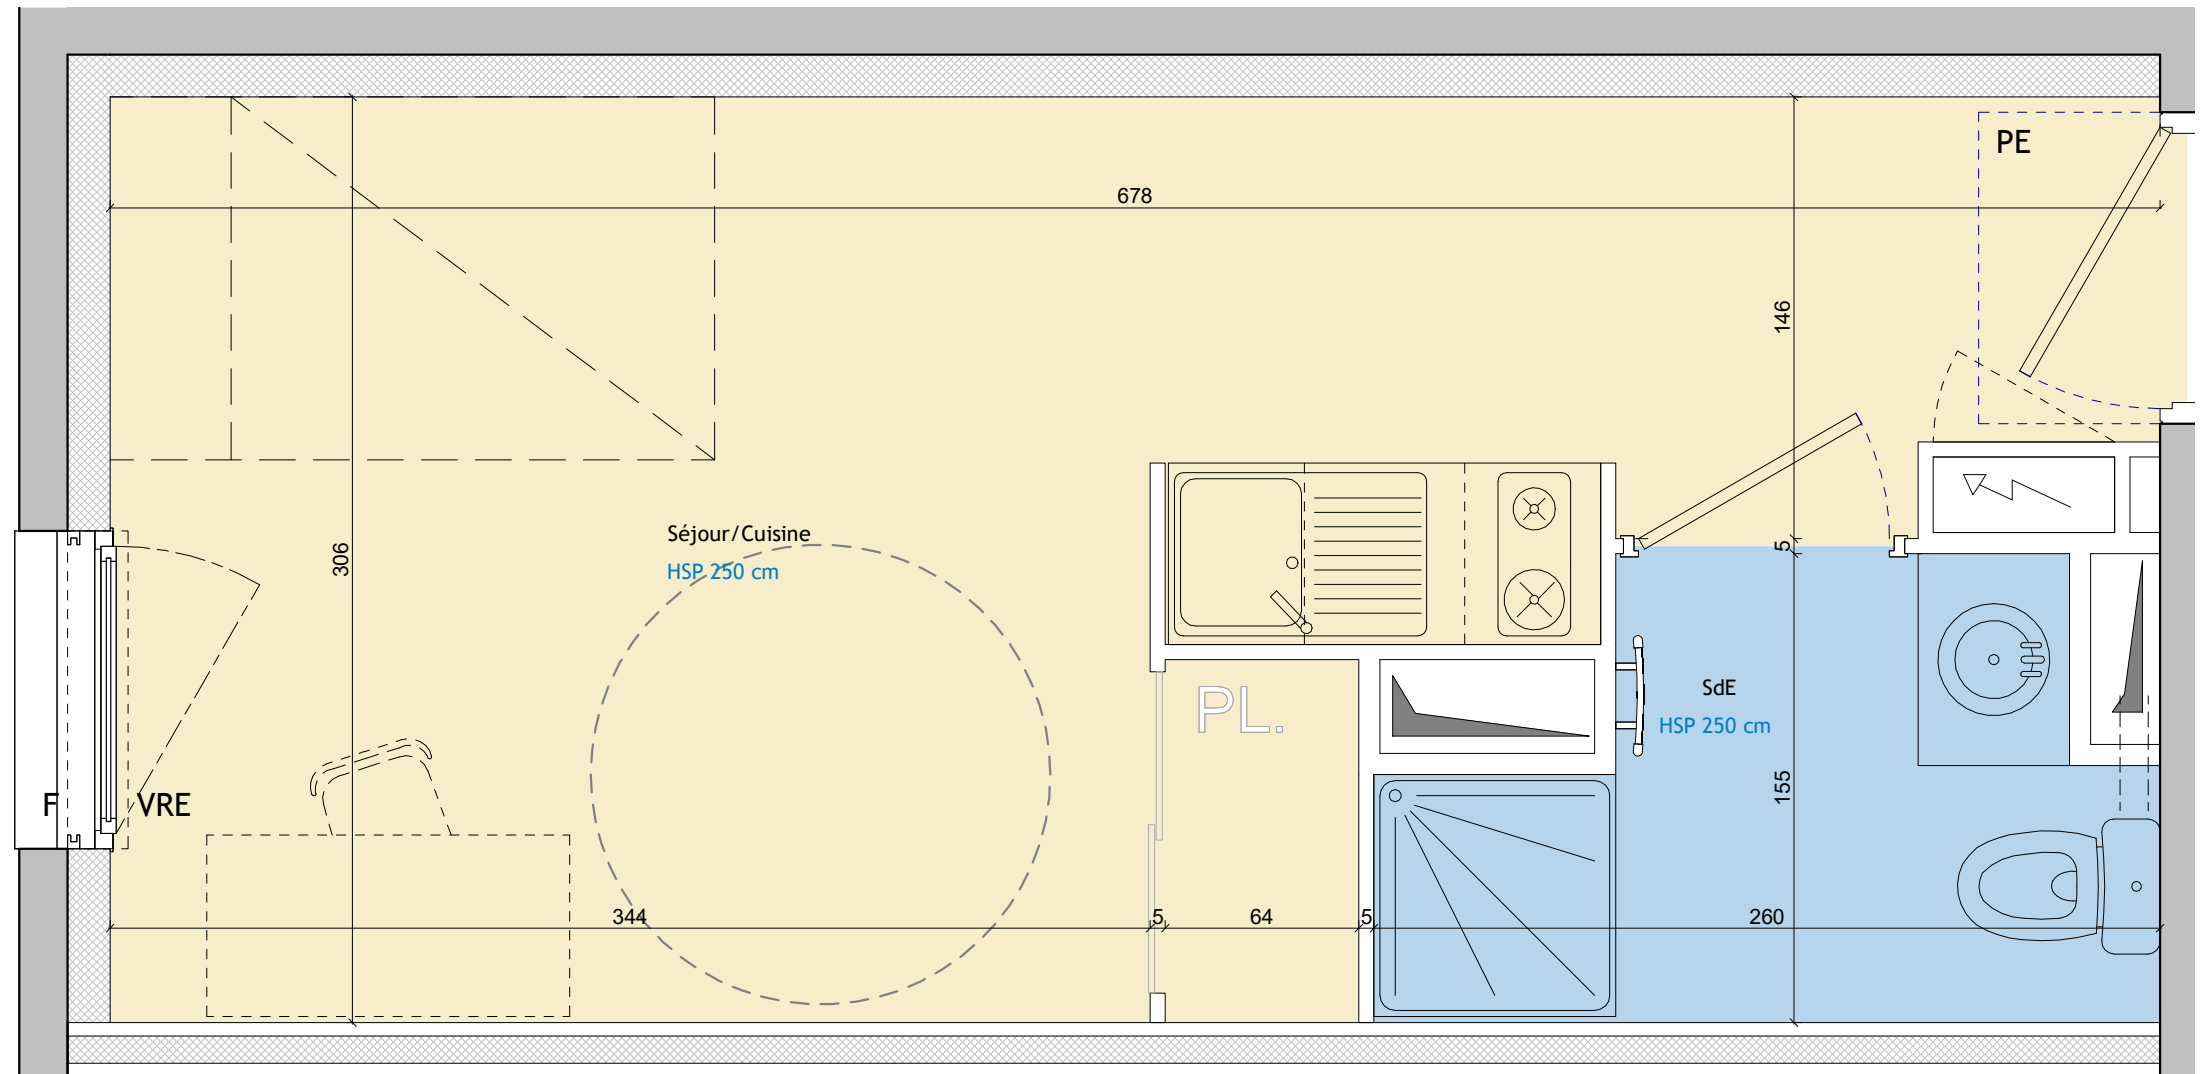 PE
678
146
Séjour/Cuisine
HSP 250 cm
306
5
PL.
SdE
HSP 250 cm
155
F
VRE
344
5
64
5
260